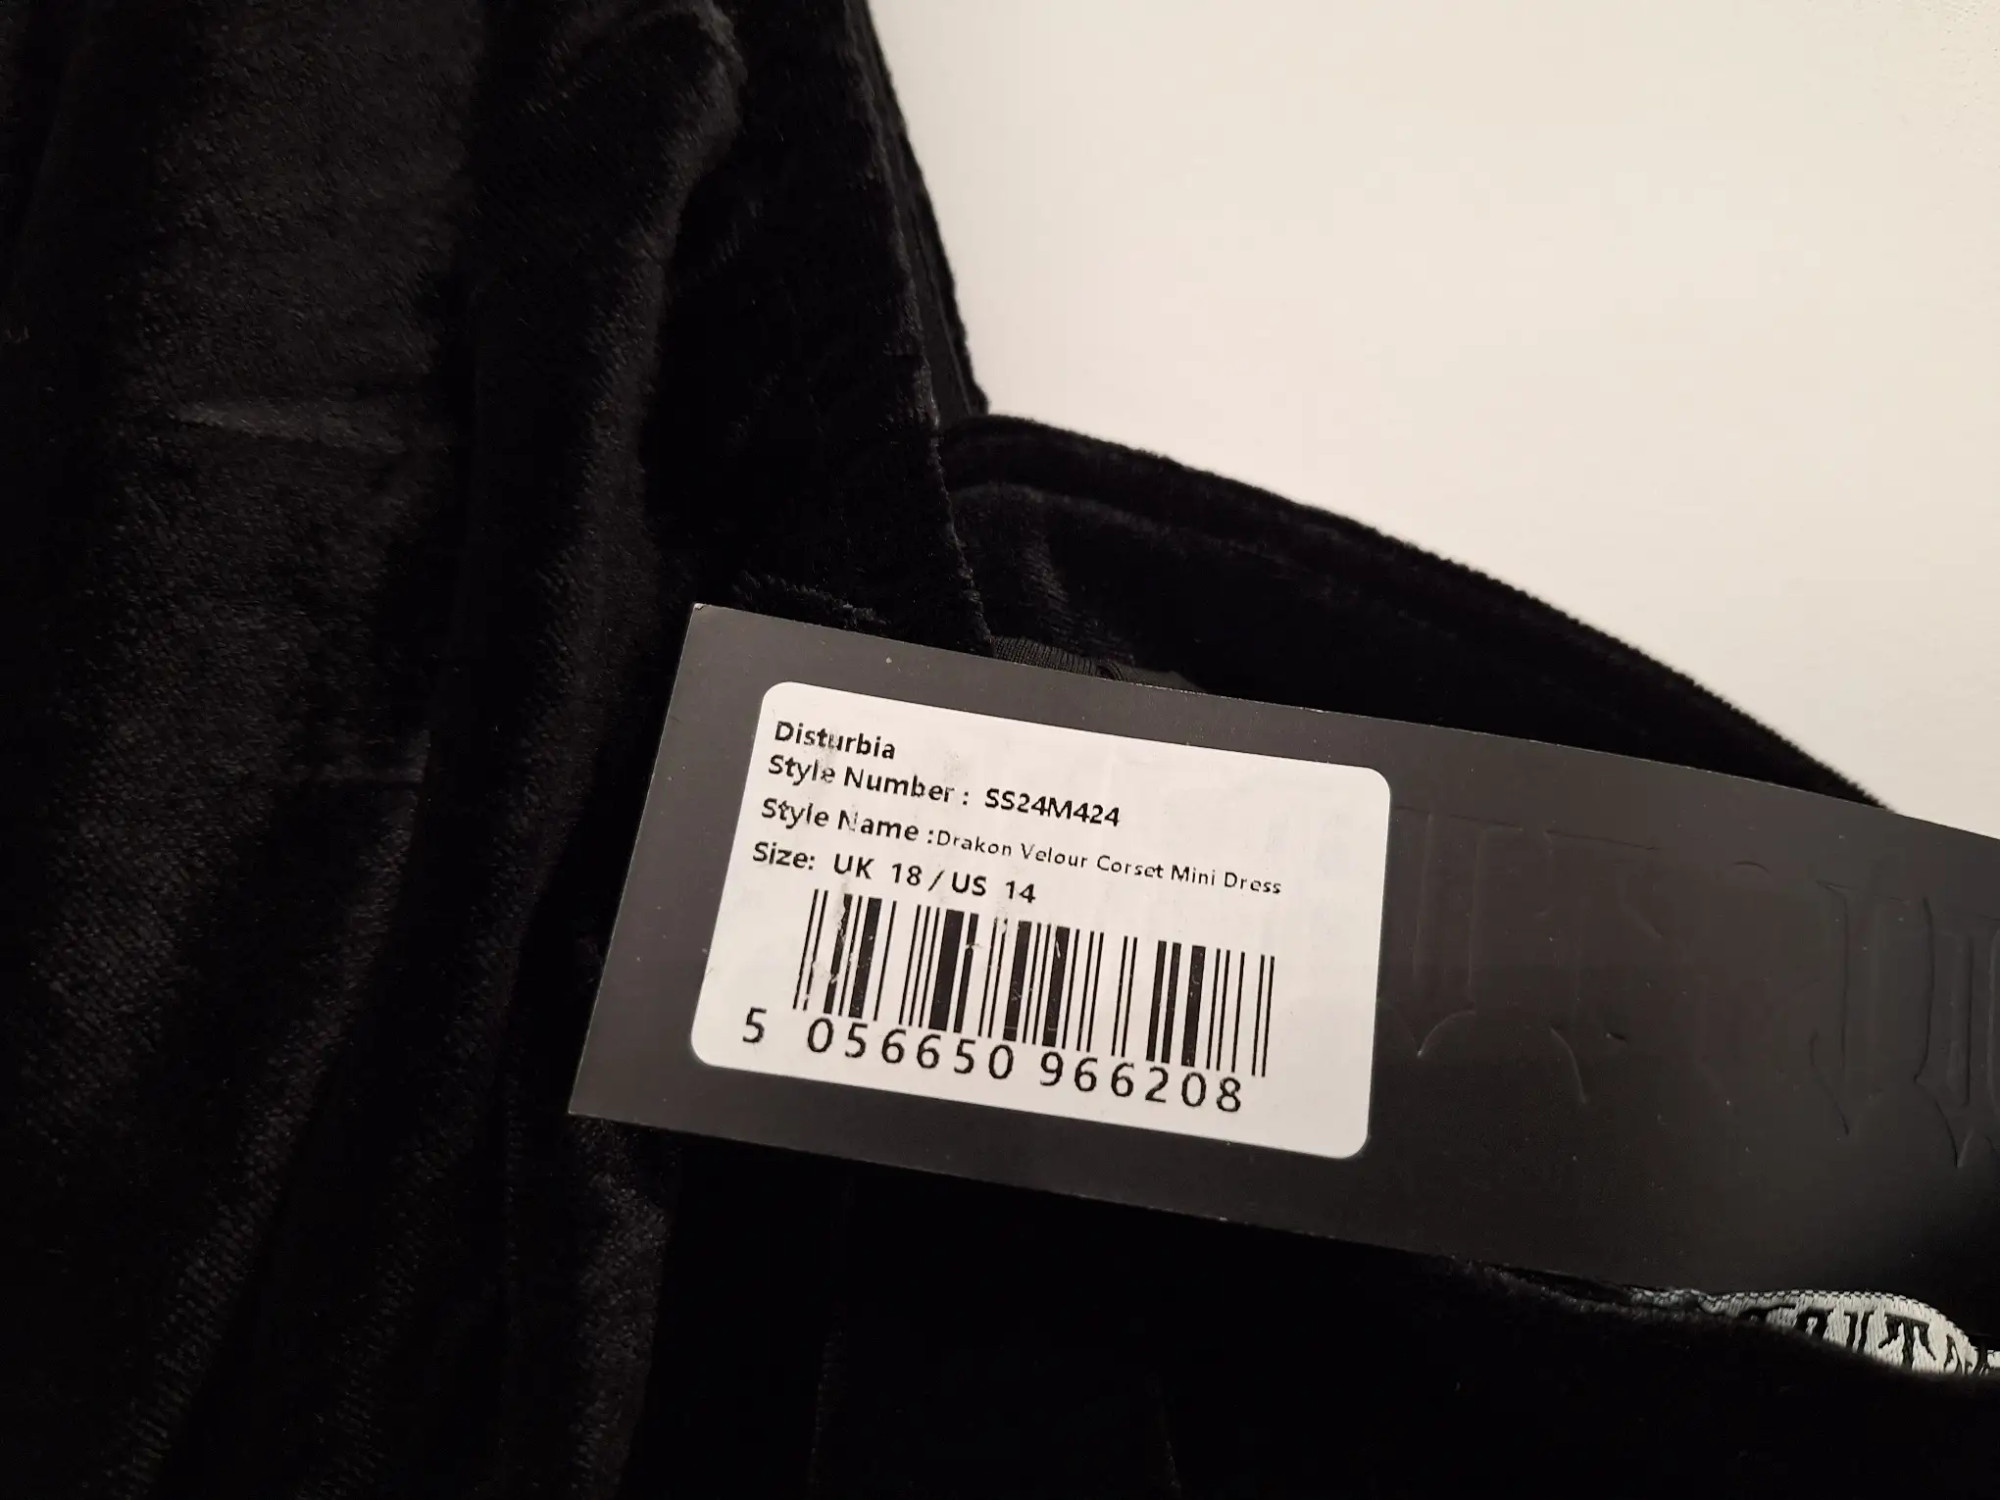 Disturbia
Style Number : SS24M424
Style Name :Drakon Velour Corset Mini Dress
Size: UK 18 / US 14
5 056650 966208